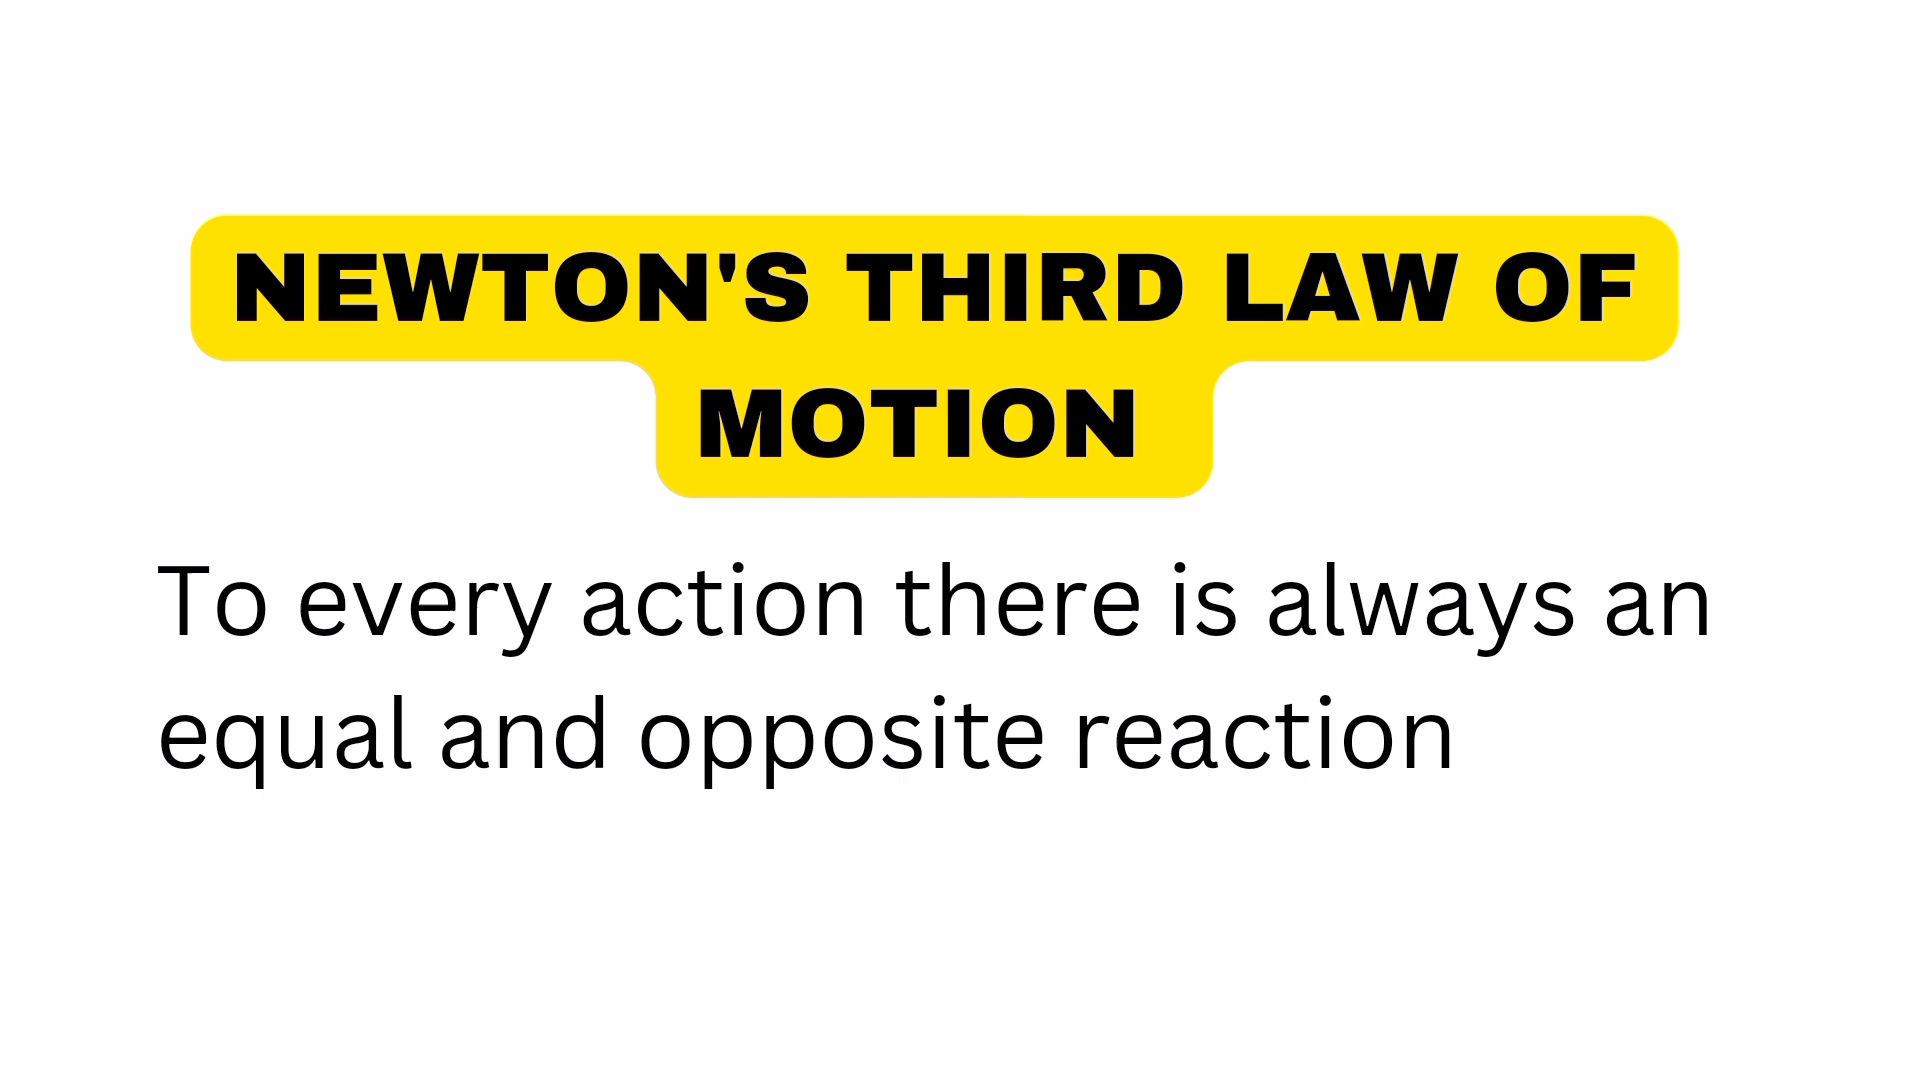 NEWTON'S THIRD LAW OF
MOTION
To every action there is always an
equal and opposite reaction